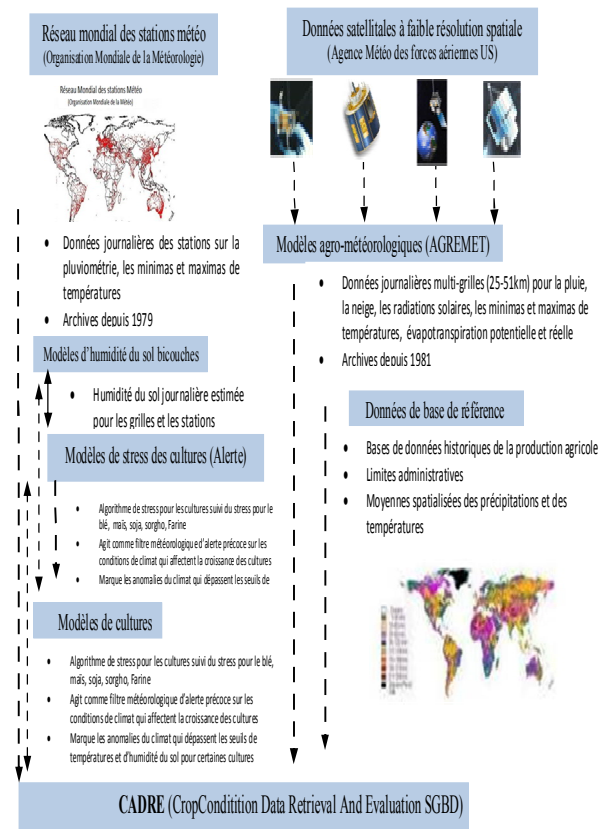 Réseau mondial des stations météo
(Organisation Mondiale de la Météorologie)
Réseau Mondial des stations Météo
(Organisation Mondiale de la Météo)
• Données journalières des stations sur la
pluviométrie, les minimas et maximas de
températures
• Archives depuis 1979
Modèles d'humidité du sol bicouches
• Humidité du sol journalière estimée
pour les grilles et les stations
Modèles de stress des cultures (Alerte)
• Algorithme de stress pour les cultures suivi du stress pour le
blé, maïs, soja, sorgho, Farine
• Agit comme filtre météorologique d'alerte précoce sur les
conditions de climat qui affectent la croissance des cultures
• Marque les anomalies du climat qui dépassent les seuils de
Modèles de cultures
• Algorithme de stress pour les cultures suivi du stress pour le blé,
maïs, soja, sorgho, Farine
• Agit comme filtre météorologique d'alerte précoce sur les
conditions de climat qui affectent la croissance des cultures
• Marque les anomalies du climat qui dépassent les seuils de
températures et d'humidité du sol pour certaines cultures
Données satellitales à faible résolution spatiale
(Agence Météo des forces aériennes US)
Modèles agro-météorologiques (AGREMET)
• Données journalières multi-grilles (25-51km) pour la pluie,
la neige, les radiations solaires, les minimas et maximas de
températures, évapotranspiration potentielle et réelle
• Archives depuis 1981
Données de base de référence
• Bases de données historiques de la production agricole
• Limites administratives
• Moyennes spatialisées des précipitations et des
températures
CADRE (CropConditition Data Retrieval And Evaluation SGBD)